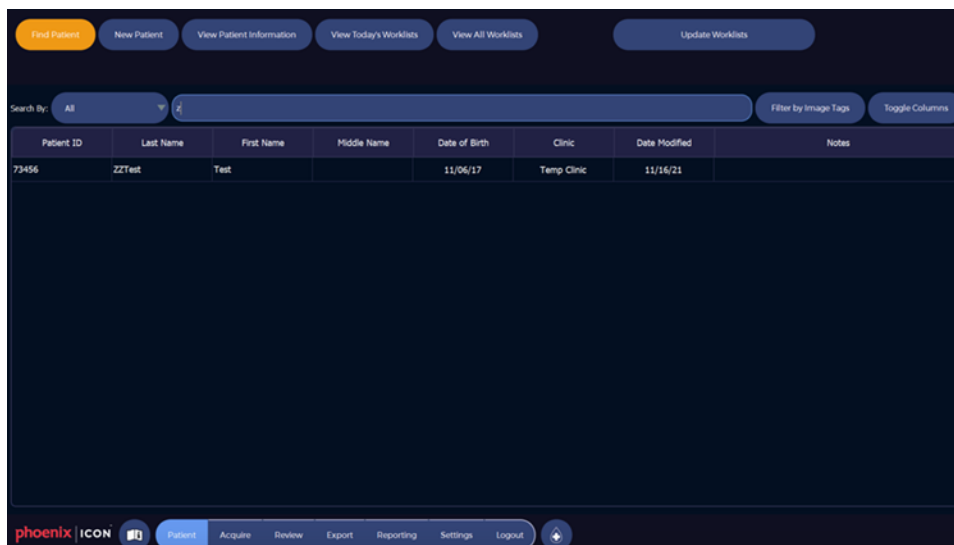 Find Patient New Patient View Patient Information View Today's Worklists View All Worklists Update Worklists
Search By: All z Filter by Image Tags Toggle Columns
Patient ID Last Name First Name Middle Name Date of Birth Clinic Date Modified Notes
73456 ZZTest Test 11/06/17 Temp Clinic 11/16/21
phoenix ICON Patient Acquire Review Export Reporting Settings Logout